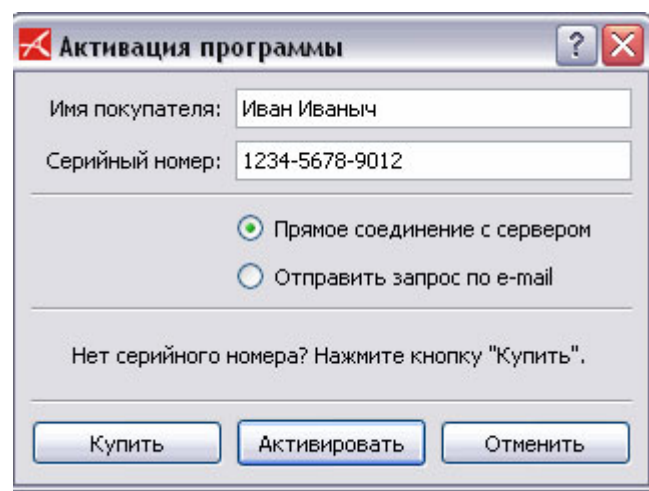 Активация программы
?
Имя покупателя: Иван Иваныч
Серийный номер: 1234-5678-9012
Прямое соединение с сервером
Отправить запрос по e-mail
Нет серийного номера? Нажмите кнопку "Купить".
Купить Активировать Отменить